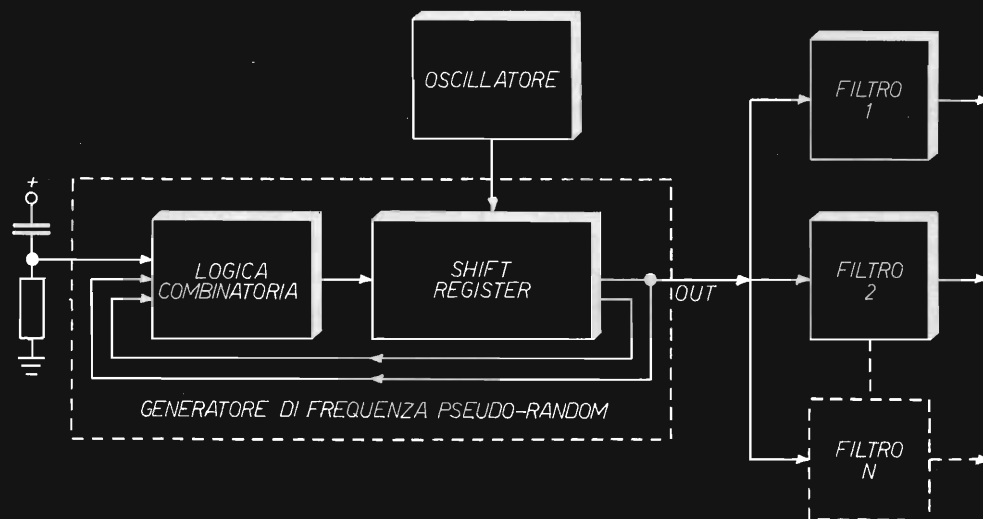 OSCILLATORE
FILTRO
1
+
LOGICA
COMBINATORIA
SHIFT
REGISTER
OUT
FILTRO
2
GENERATORE DI FREQUENZA PSEUDO-RANDOM
FILTRO
N